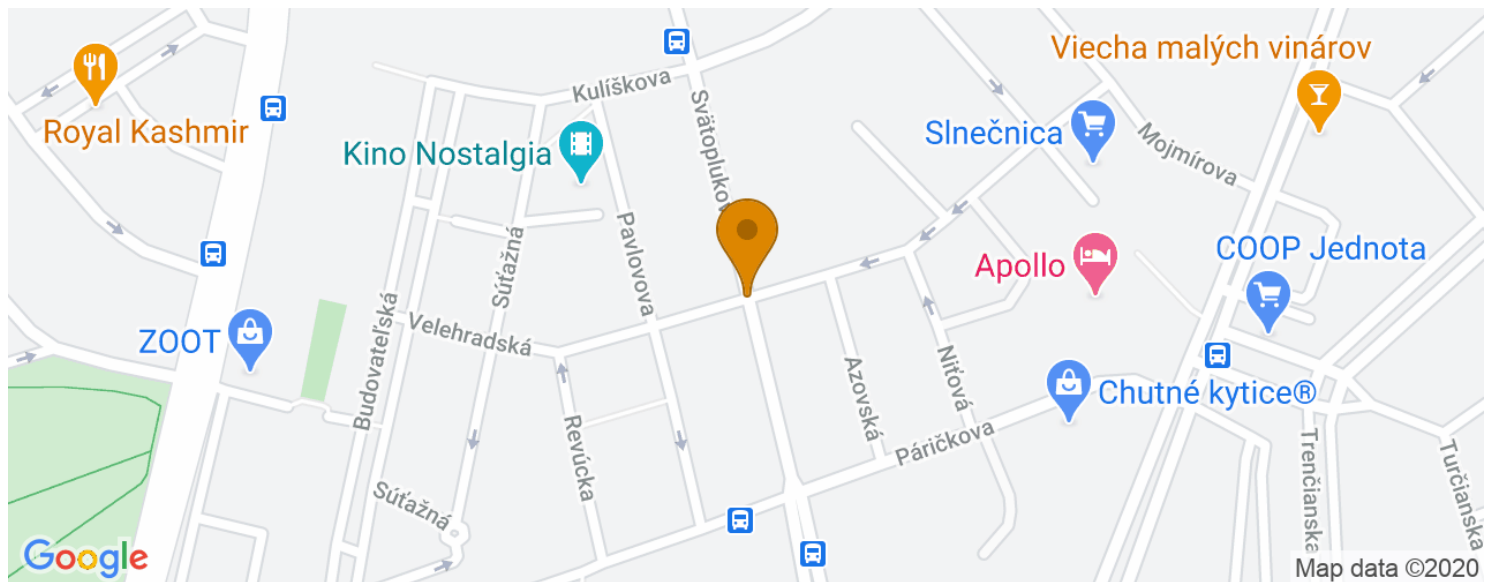 Viecha malých vinárov
Kulíškova
Royal Kashmir
Svätoplukov
Slnečnica
Kino Nostalgia
Mojmírova
Súťažná
Pavlovova
COOP Jednota
Apollo
Budovateľská
ZOOT
Velehradská
Azovská
Niťová
Chutné kytice®
Revúcka
Páričkova
Trenčianska
Turčianska
Súťažná
Google
Map data ©2020